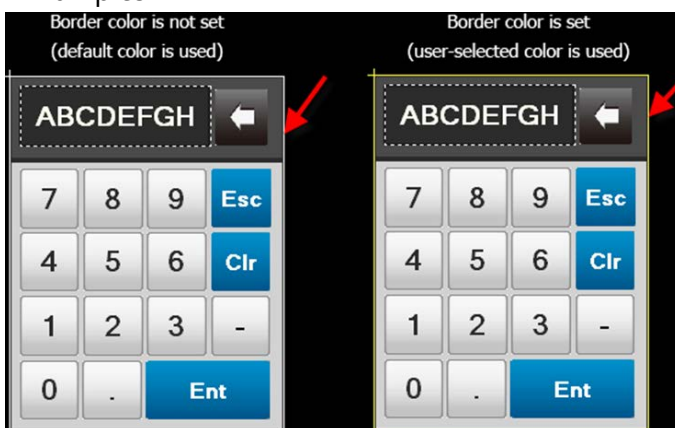 Border color is not set
(default color is used)
ABCDEFGH
7 8 9 Esc
4 5 6 Clr
1 2 3 -
0 . Ent
Border color is set
(user-selected color is used)
ABCDEFGH
7 8 9 Esc
4 5 6 Clr
1 2 3 -
0 . Ent